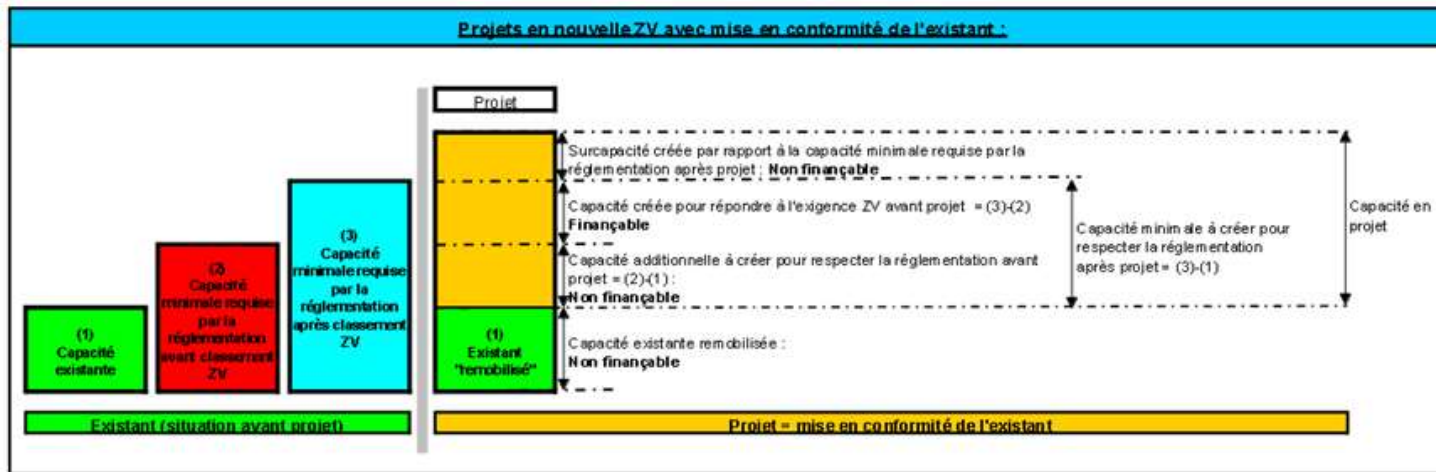 Projets en nouvelle ZV avec mise en conformité de l'existant :
Projet
Surcapacité créée par rapport à la capacité minimale requise par la
réglementation après projet : Non finançable
Capacité créée pour répondre à l'exigence ZV avant projet = (3)-(2)
Finançable
Capacité additionnelle à créer pour respecter la réglementation avant
projet = (2)-(1) :
Non finançable
Capacité existante remobilisée :
Non finançable
Capacité minimale à créer pour
respecter la réglementation
après projet = (3)-(1)
Capacité en
projet
(1)
Capacité
existante
(2)
Capacité
minimale requise
par la
réglementation
avant classement
ZV
(3)
Capacité
minimale requise
par la
réglementation
après classement
ZV
(1)
Existant
"remobilisé"
Existant (situation avant projet)
Projet = mise en conformité de l'existant